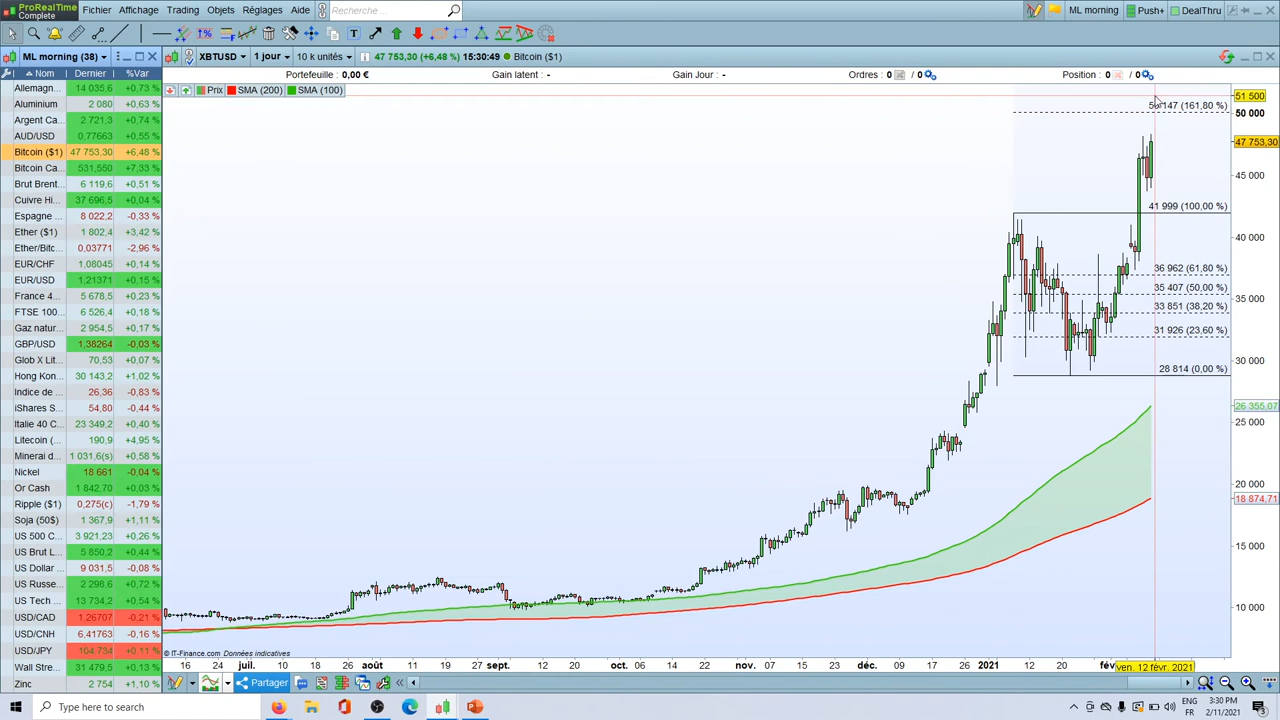 ProRealTime
Complete
Affichage Trading Objets Réglages Aide
Recherche ...
ML morning Push+ DealThru
ML morning (38)
XBTUSD 1 jour 10 k unités 47 753,30 (+6,48 %) 15:30:49 Bitcoin ($1)
Nom Dernier %Var
Portefeuille : 0,00 € Gain latent : - Gain Jour : - Ordres : 0 / 0 Position : 0 / 0
Prix SMA (200) SMA (100)
Allemagn... 14 035,6 +0,73 %
Aluminium 2 080 +0,63 %
Argent Ca... 2 721,4 +0,73 %
AUD/USD 0,77663 +0,55 %
Bitcoin ($1) 47 753,30 +6,48 %
Bitcoin Ca... 531,550 +7,33 %
Brut Brent... 6 119,6 +0,51 %
Cuivre Hi... 37 696,5 +0,04 %
Espagne ... 8 022,2 -0,33 %
Ether ($1) 1 802,4 +3,42 %
Ether/Bitc... 0,03771 -2,96 %
EUR/CHF 1,08045 +0,14 %
EUR/USD 1,21371 +0,15 %
France 4... 5 678,5 +0,23 %
FTSE 100... 6 526,4 +0,18 %
Gaz natur... 2 954,5 +0,17 %
GBP/USD 1,38264 -0,03 %
Glob X Lit... 70,53 +0,07 %
Hong Kon... 30 143,2 +1,02 %
Indice de ... 26,36 -0,83 %
iShares S... 54,80 -0,44 %
Italie 40 C... 23 349,2 +0,40 %
Litecoin (... 190,9 +4,95 %
Minerai d... 1 031,6(s) +0,58 %
Nickel 18 661 -0,04 %
Or Cash 1 842,70 +0,03 %
Ripple ($1) 0,275(c) -1,79 %
Soja (50$) 1 367,9 +1,11 %
US 500 C... 3 921,23 +0,26 %
US Brut L... 5 850,2 +0,44 %
US Dollar ... 9 031,5 -0,08 %
US Russe... 2 298,6 +0,72 %
US Tech ... 13 734,2 +0,54 %
USD/CAD 1,26707 -0,21 %
USD/CNH 6,41763 -0,16 %
USD/JPY 104,734 +0,11 %
Wall Stre... 31 479,5 +0,13 %
Zinc 2 754 +1,10 %
51 500
(161,80 %)
50 000
47 753,30
45 000
41 999 (100,00 %)
40 000
36 962 (61,80 %)
35 407 (50,00 %)
35 000
33 851 (38,20 %)
31 926 (23,60 %)
30 000
28 814 (0,00 %)
26 355,07
25 000
20 000
18 874,71
15 000
10 000
© IT-Finance.com Données indicatives
16 24 juil. 10 18 26 août 12 20 28 sept. 12 20 oct. 14 22 nov. 15 23 déc. 09 17 26 2021 12 20 fév ven. 12 févr. 2021
Partager
Type here to search
ENG
FR
3:30 PM
2/11/2021